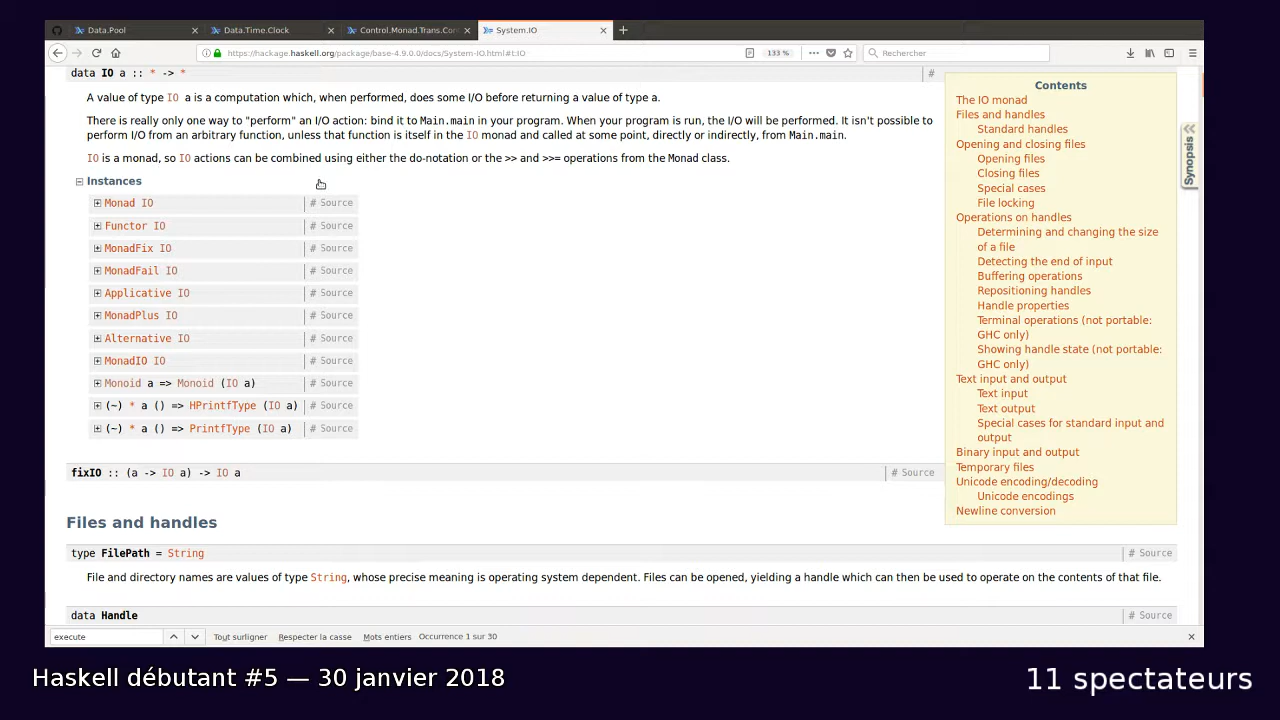 Data.Pool
Data.Time.Clock
Control.Monad.Trans.Con
System.IO
https://hackage.haskell.org/package/base-4.9.0.0/docs/System-IO.html#t:IO
133 %
Rechercher
data IO a :: * -> *
#
A value of type IO a is a computation which, when performed, does some I/O before returning a value of type a.
There is really only one way to "perform" an I/O action: bind it to Main.main in your program. When your program is run, the I/O will be performed. It isn't possible to
perform I/O from an arbitrary function, unless that function is itself in the IO monad and called at some point, directly or indirectly, from Main.main.
IO is a monad, so IO actions can be combined using either the do-notation or the >> and >>= operations from the Monad class.
Instances
Monad IO # Source
Functor IO # Source
MonadFix IO # Source
MonadFail IO # Source
Applicative IO # Source
MonadPlus IO # Source
Alternative IO # Source
MonadIO IO # Source
Monoid a => Monoid (IO a) # Source
(~) * a () => HPrintfType (IO a) # Source
(~) * a () => PrintfType (IO a) # Source
fixIO :: (a -> IO a) -> IO a # Source
Files and handles
type FilePath = String # Source
File and directory names are values of type String, whose precise meaning is operating system dependent. Files can be opened, yielding a handle which can then be used to operate on the contents of that file.
data Handle # Source
Contents
The IO monad
Files and handles
Standard handles
Opening and closing files
Opening files
Closing files
Special cases
File locking
Operations on handles
Determining and changing the size
of a file
Detecting the end of input
Buffering operations
Repositioning handles
Handle properties
Terminal operations (not portable:
GHC only)
Showing handle state (not portable:
GHC only)
Text input and output
Text input
Text output
Special cases for standard input and
output
Binary input and output
Temporary files
Unicode encoding/decoding
Unicode encodings
Newline conversion
Synopsis
execute
Tout surligner
Respecter la casse
Mots entiers
Occurrence 1 sur 30
Haskell débutant #5 — 30 janvier 2018
11 spectateurs